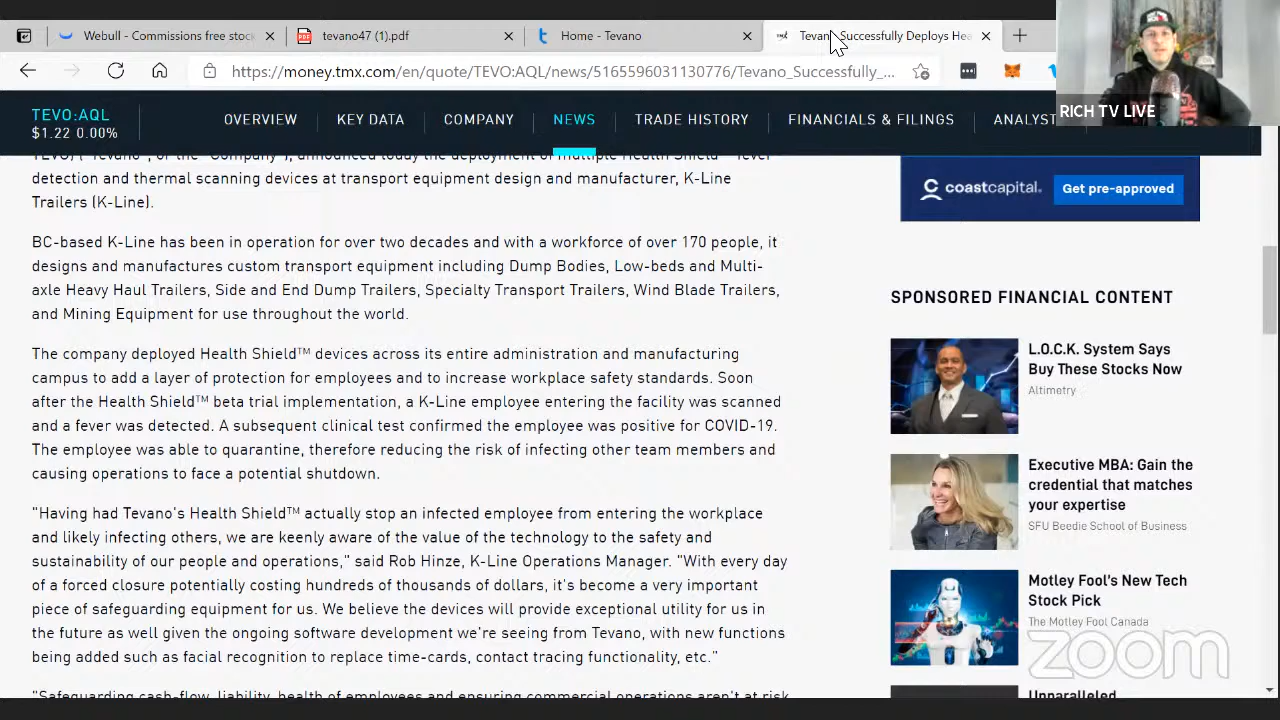 Webull - Commissions free stock
tevano47 (1).pdf
Home - Tevano
Tevano Successfully Deploys Hea
https://money.tmx.com/en/quote/TEVO:AQL/news/5165596031130776/Tevano_Successfully_...
RICH TV LIVE
TEVO:AQL
$1.22 0.00%
OVERVIEW
KEY DATA
COMPANY
NEWS
TRADE HISTORY
FINANCIALS & FILINGS
ANALYST
TEVO) ("Tevano", or the "Company"), announced today the deployment of multiple Health Shield™ fever
detection and thermal scanning devices at transport equipment design and manufacturer, K-Line
Trailers (K-Line).
BC-based K-Line has been in operation for over two decades and with a workforce of over 170 people, it
designs and manufactures custom transport equipment including Dump Bodies, Low-beds and Multi-
axle Heavy Haul Trailers, Side and End Dump Trailers, Specialty Transport Trailers, Wind Blade Trailers,
and Mining Equipment for use throughout the world.
The company deployed Health Shield™ devices across its entire administration and manufacturing
campus to add a layer of protection for employees and to increase workplace safety standards. Soon
after the Health Shield™ beta trial implementation, a K-Line employee entering the facility was scanned
and a fever was detected. A subsequent clinical test confirmed the employee was positive for COVID-19.
The employee was able to quarantine, therefore reducing the risk of infecting other team members and
causing operations to face a potential shutdown.
"Having had Tevano's Health Shield™ actually stop an infected employee from entering the workplace
and likely infecting others, we are keenly aware of the value of the technology to the safety and
sustainability of our people and operations," said Rob Hinze, K-Line Operations Manager. "With every day
of a forced closure potentially costing hundreds of thousands of dollars, it's become a very important
piece of safeguarding equipment for us. We believe the devices will provide exceptional utility for us in
the future as well given the ongoing software development we're seeing from Tevano, with new functions
being added such as facial recognition to replace time-cards, contact tracing functionality, etc."
"Safeguarding cash-flow, liability, health of employees and ensuring commercial operations aren't at risk
coastcapital.
Get pre-approved
SPONSORED FINANCIAL CONTENT
L.O.C.K. System Says
Buy These Stocks Now
Altimetry
Executive MBA: Gain the
credential that matches
your expertise
SFU Beedie School of Business
Motley Fool's New Tech
Stock Pick
The Motley Fool Canada
zoom
Unparalleled